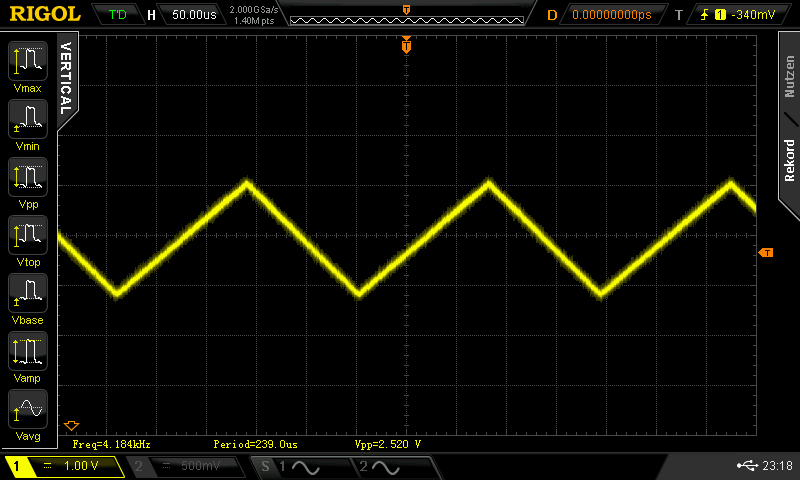 RIGOL T'D H 50.00us 2.000GSa/s D 0.00000000ps T 1 -340mV
1.40Mpts
T
VERTICAL
Vmax
Vmin
Vpp
Vtop
Vbase
Vamp
Vavg
Nutzen
Rekord
T
T
Freq=4.184kHz Period=239.0us Vpp=2.520 V
1 1.00 V 2 500mV S 1 2 23:18